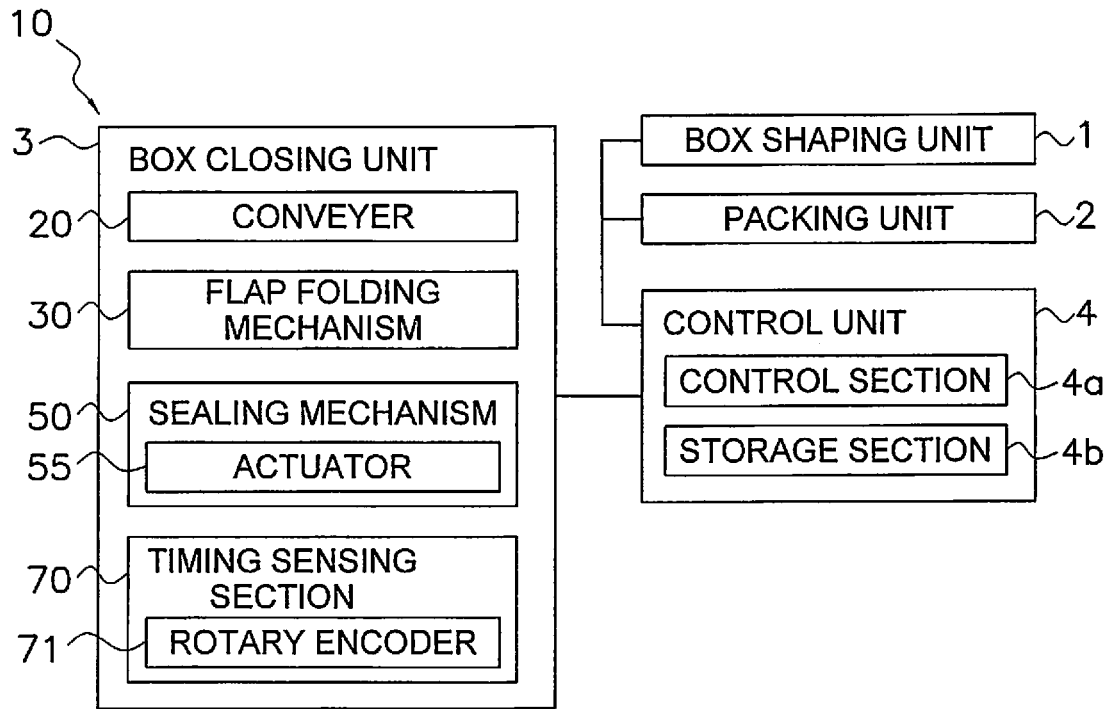 10
3
BOX CLOSING UNIT
20
CONVEYER
30
FLAP FOLDING
MECHANISM
50
SEALING MECHANISM
55
ACTUATOR
70
TIMING SENSING
SECTION
71
ROTARY ENCODER
BOX SHAPING UNIT
1
PACKING UNIT
2
CONTROL UNIT
4
CONTROL SECTION
4a
STORAGE SECTION
4b